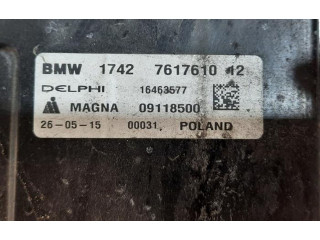 BMW 1742 7617610 12
DELPHI 16463577
MAGNA 09118500
26-05-15 00031, POLAND